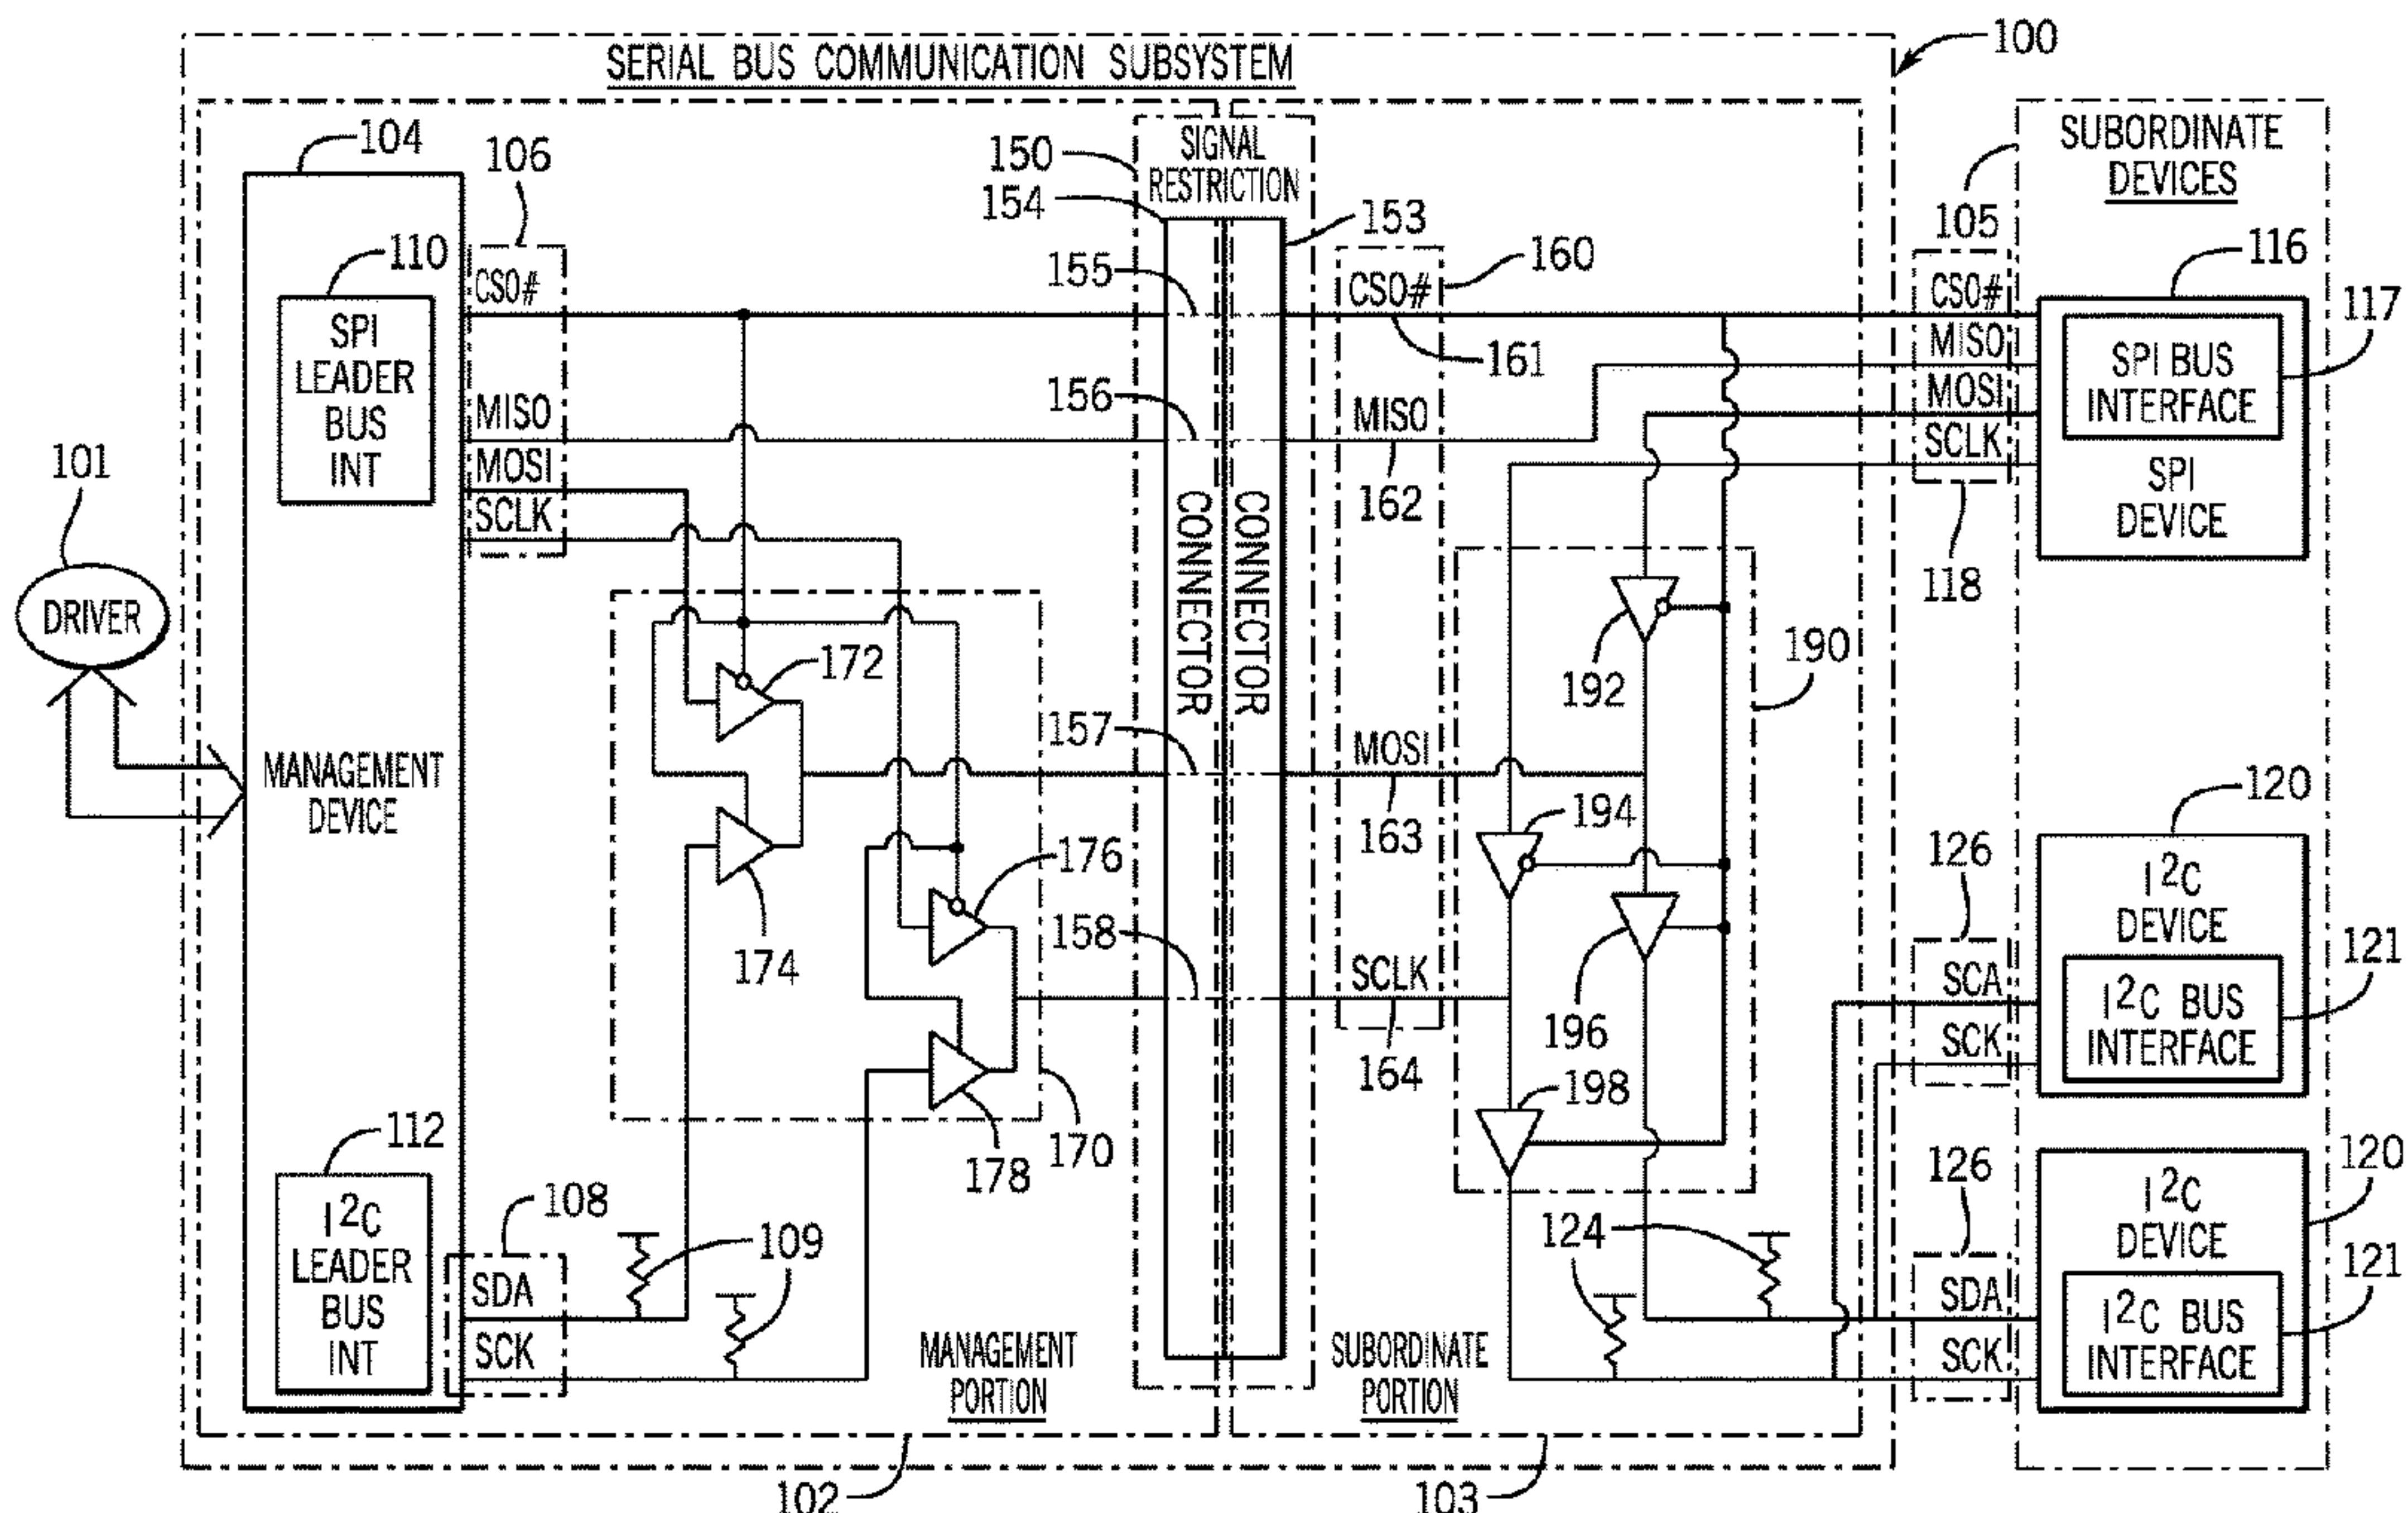 SERIAL BUS COMMUNICATION SUBSYSTEM
100
104
106
150
SIGNAL
RESTRICTION
154
153
105
SUBORDINATE
DEVICES
110
SPI
LEADER
BUS
INT
CS0#
MISO
MOSI
SCLK
155
156
CS0#
160
161
MISO
162
CS0#
MISO
MOSI
SCLK
118
116
117
SPI BUS
INTERFACE
SPI
DEVICE
101
DRIVER
MANAGEMENT
DEVICE
172
174
176
178
170
157
158
CONNECTOR
CONNECTOR
MOSI
163
SCLK
164
192
190
194
196
198
120
I2C
DEVICE
121
I2C BUS
INTERFACE
126
SCA
SCK
112
I2C
LEADER
BUS
INT
108
SDA
SCK
109
MANAGEMENT
PORTION
SUBORDINATE
PORTION
124
126
SDA
SCK
120
I2C
DEVICE
121
I2C BUS
INTERFACE
102
103